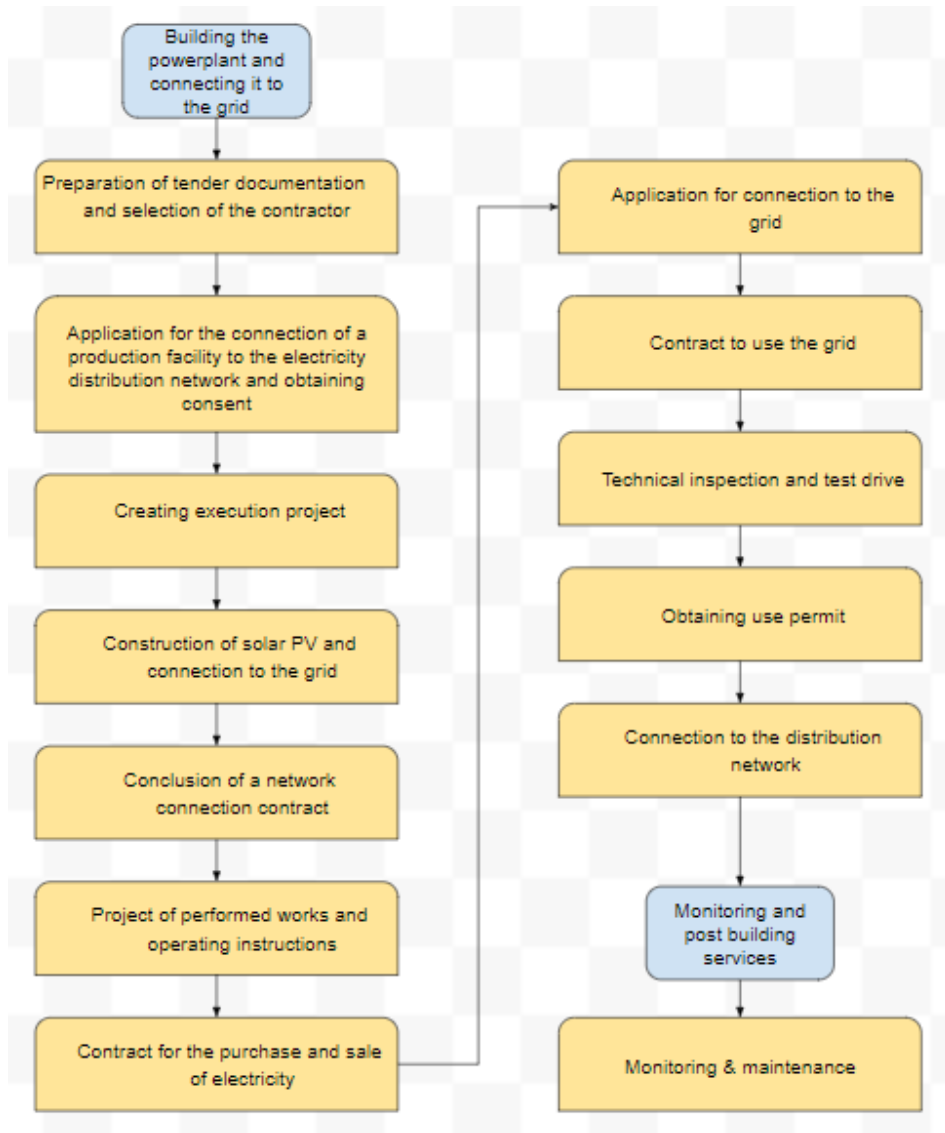 Building the
powerplant and
connecting it to
the grid
Preparation of tender documentation
and selection of the contractor
Application for the connection of a
production facility to the electricity
distribution network and obtaining
consent
Creating execution project
Construction of solar PV and
connection to the grid
Conclusion of a network
connection contract
Project of performed works and
operating instructions
Contract for the purchase and sale
of electricity
Application for connection to the
grid
Contract to use the grid
Technical inspection and test drive
Obtaining use permit
Connection to the distribution
network
Monitoring and
post building
services
Monitoring & maintenance